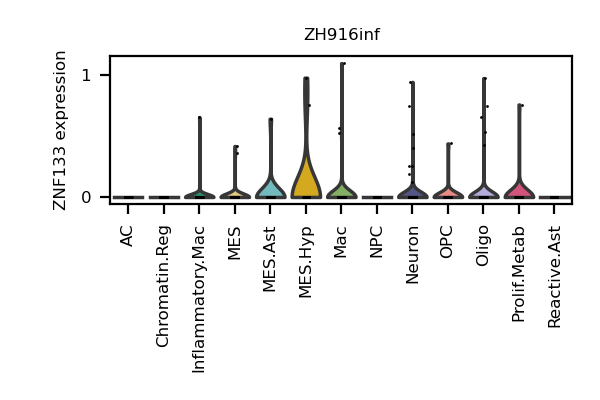 ZH916inf
ZNF133 expression
1
0
AC
Chromatin.Reg
Inflammatory.Mac
MES
MES.Ast
MES.Hyp
Mac
NPC
Neuron
OPC
Oligo
Prolif.Metab
Reactive.Ast